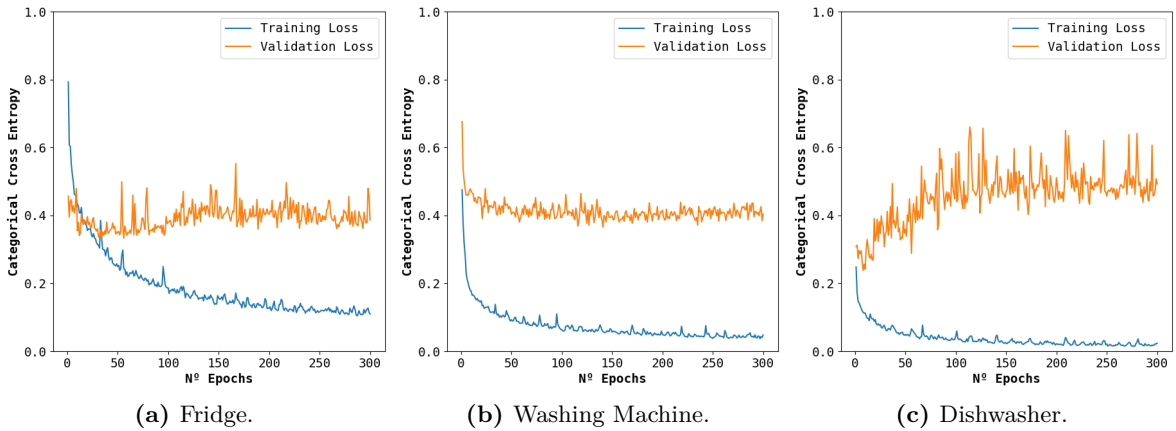 Categorical Cross Entropy
1.0
0.8
0.6
0.4
0.2
0.0
0 50 100 150 200 250 300
Nº Epochs
Training Loss
Validation Loss
(a) Fridge.
Categorical Cross Entropy
1.0
0.8
0.6
0.4
0.2
0.0
0 50 100 150 200 250 300
Nº Epochs
Training Loss
Validation Loss
(b) Washing Machine.
Categorical Cross Entropy
1.0
0.8
0.6
0.4
0.2
0.0
0 50 100 150 200 250 300
Nº Epochs
Training Loss
Validation Loss
(c) Dishwasher.